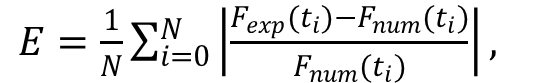 E = \frac{1}{N} \sum_{i=0}^{N} \left| \frac{F_{exp}(t_i) - F_{num}(t_i)}{F_{num}(t_i)} \right| ,